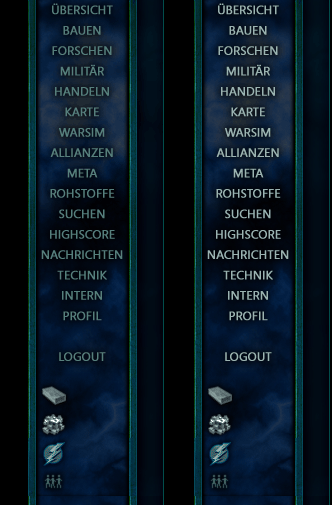 ÜBERSICHT
BAUEN
FORSCHEN
MILITÄR
HANDELN
KARTE
WARSIM
ALLIANZEN
META
ROHSTOFFE
SUCHEN
HIGHSCORE
NACHRICHTEN
TECHNIK
INTERN
PROFIL
LOGOUT
ÜBERSICHT
BAUEN
FORSCHEN
MILITÄR
HANDELN
KARTE
WARSIM
ALLIANZEN
META
ROHSTOFFE
SUCHEN
HIGHSCORE
NACHRICHTEN
TECHNIK
INTERN
PROFIL
LOGOUT